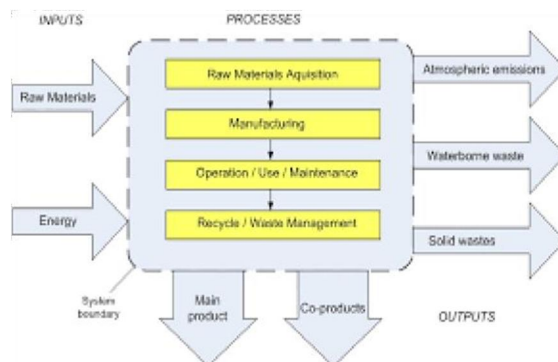 INPUTS
PROCESSES
Raw Materials Aquisition
Atmospheric emissions
Raw Materials
Manufacturing
Waterborne waste
Operation / Use / Maintenance
Energy
Recycle / Waste Management
Solid wastes
System
boundary
Main
product
Co-products
OUTPUTS